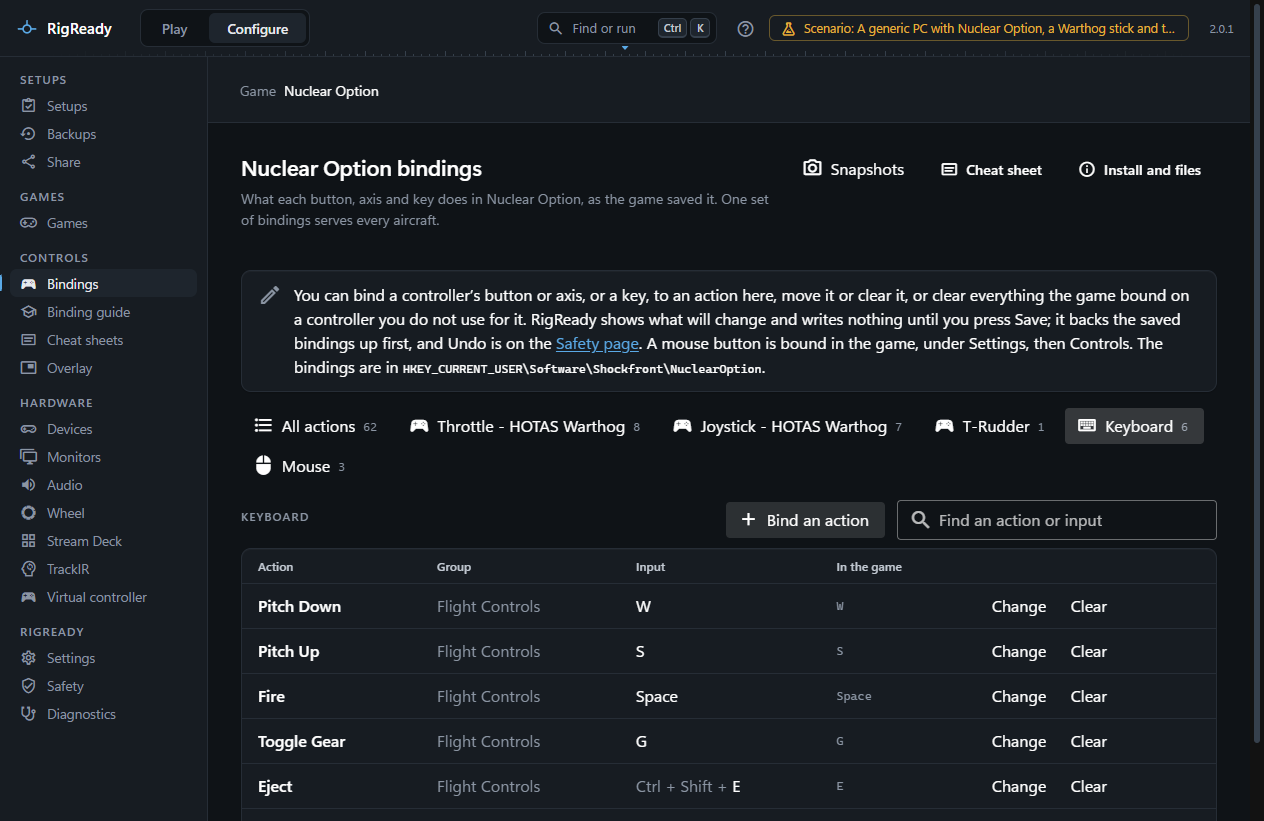 RigReady
Play
Configure
Find or run
Ctrl
K
Scenario: A generic PC with Nuclear Option, a Warthog stick and t...
2.0.1
SETUPS
Setups
Backups
Share
GAMES
Games
CONTROLS
Bindings
Binding guide
Cheat sheets
Overlay
HARDWARE
Devices
Monitors
Audio
Wheel
Stream Deck
TrackIR
Virtual controller
RIGREADY
Settings
Safety
Diagnostics
Game Nuclear Option
Nuclear Option bindings
Snapshots
Cheat sheet
Install and files
What each button, axis and key does in Nuclear Option, as the game saved it. One set
of bindings serves every aircraft.
You can bind a controller’s button or axis, or a key, to an action here, move it or clear it, or clear everything the game bound on
a controller you do not use for it. RigReady shows what will change and writes nothing until you press Save; it backs the saved
bindings up first, and Undo is on the Safety page. A mouse button is bound in the game, under Settings, then Controls. The
bindings are in HKEY_CURRENT_USER\Software\Shockfront\NuclearOption.
All actions 62
Throttle - HOTAS Warthog 8
Joystick - HOTAS Warthog 7
T-Rudder 1
Keyboard 6
Mouse 3
KEYBOARD
Bind an action
Find an action or input
Action Group Input In the game
Pitch Down Flight Controls W W Change Clear
Pitch Up Flight Controls S S Change Clear
Fire Flight Controls Space Space Change Clear
Toggle Gear Flight Controls G G Change Clear
Eject Flight Controls Ctrl + Shift + E E Change Clear